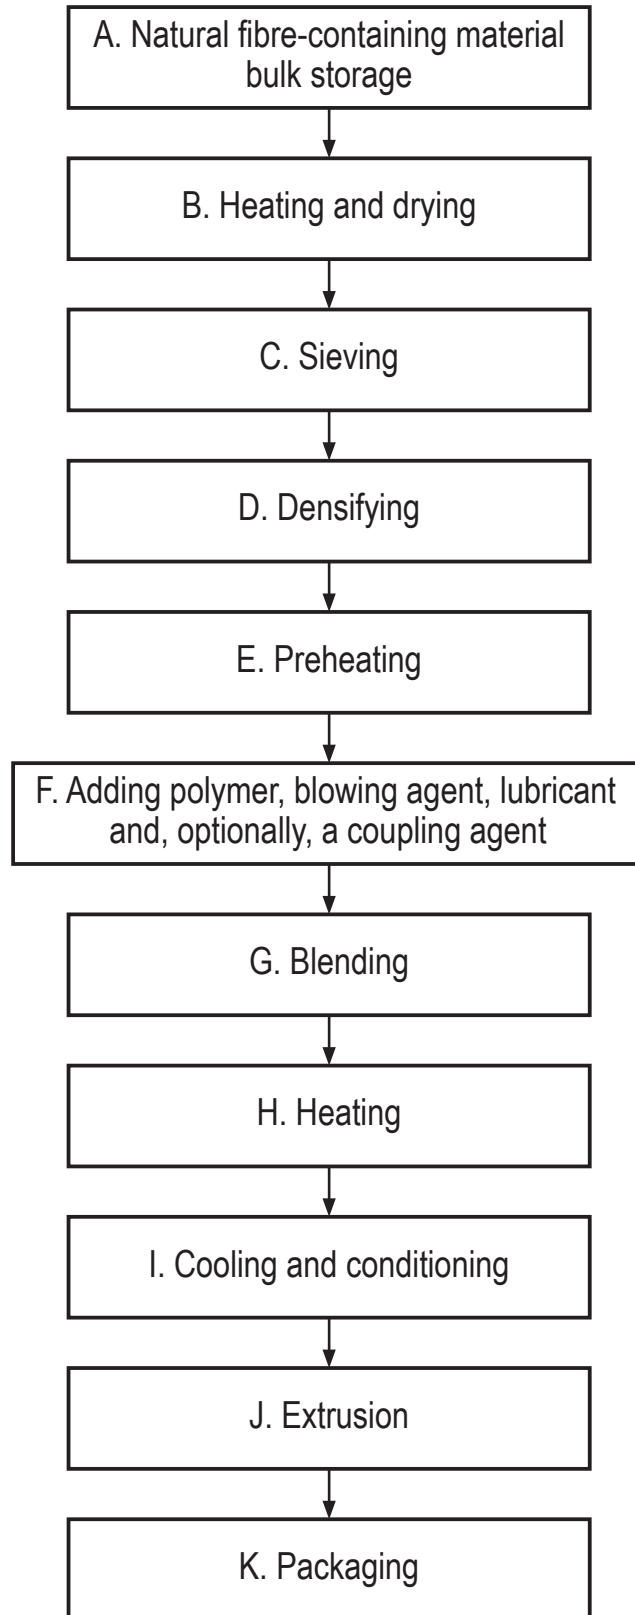 A. Natural fibre-containing material
bulk storage
B. Heating and drying
C. Sieving
D. Densifying
E. Preheating
F. Adding polymer, blowing agent, lubricant
and, optionally, a coupling agent
G. Blending
H. Heating
I. Cooling and conditioning
J. Extrusion
K. Packaging